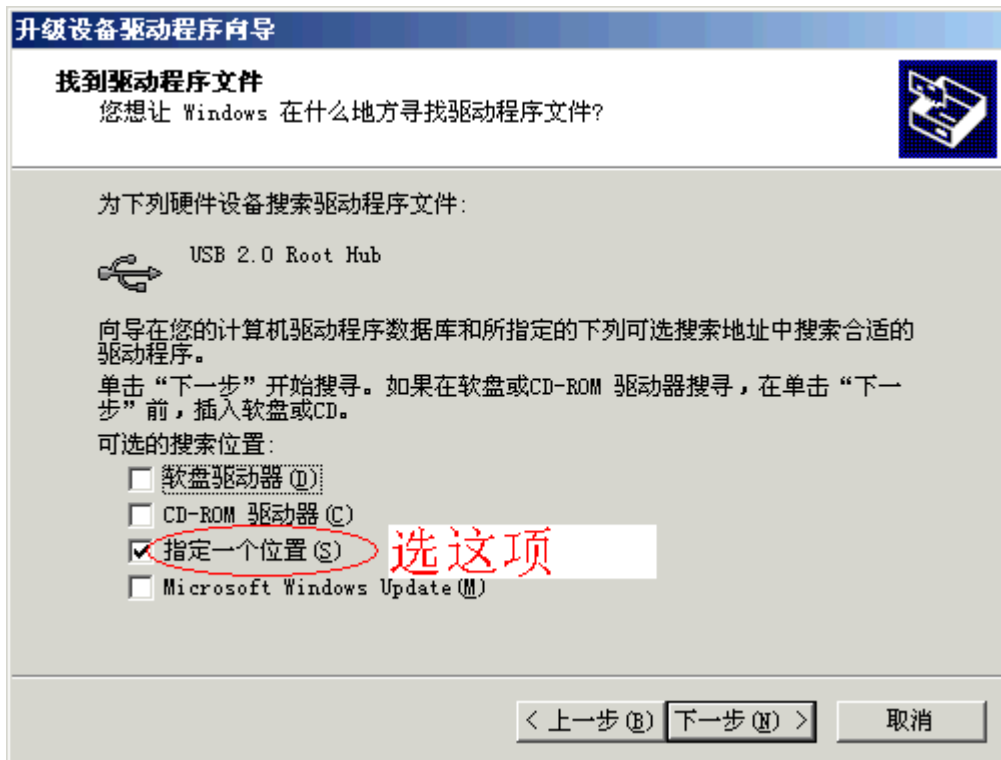 升级设备驱动程序向导
找到驱动程序文件
您想让 Windows 在什么地方寻找驱动程序文件?
为下列硬件设备搜索驱动程序文件:
USB 2.0 Root Hub
向导在您的计算机驱动程序数据库和所指定的下列可选搜索地址中搜索合适的
驱动程序。
单击“下一步”开始搜寻。如果在软盘或CD-ROM 驱动器搜寻，在单击“下一
步”前，插入软盘或CD。
可选的搜索位置:
软盘驱动器(D)
CD-ROM 驱动器(C)
指定一个位置(S) 选这项
Microsoft Windows Update(M)
< 上一步(B) 下一步(N) > 取消